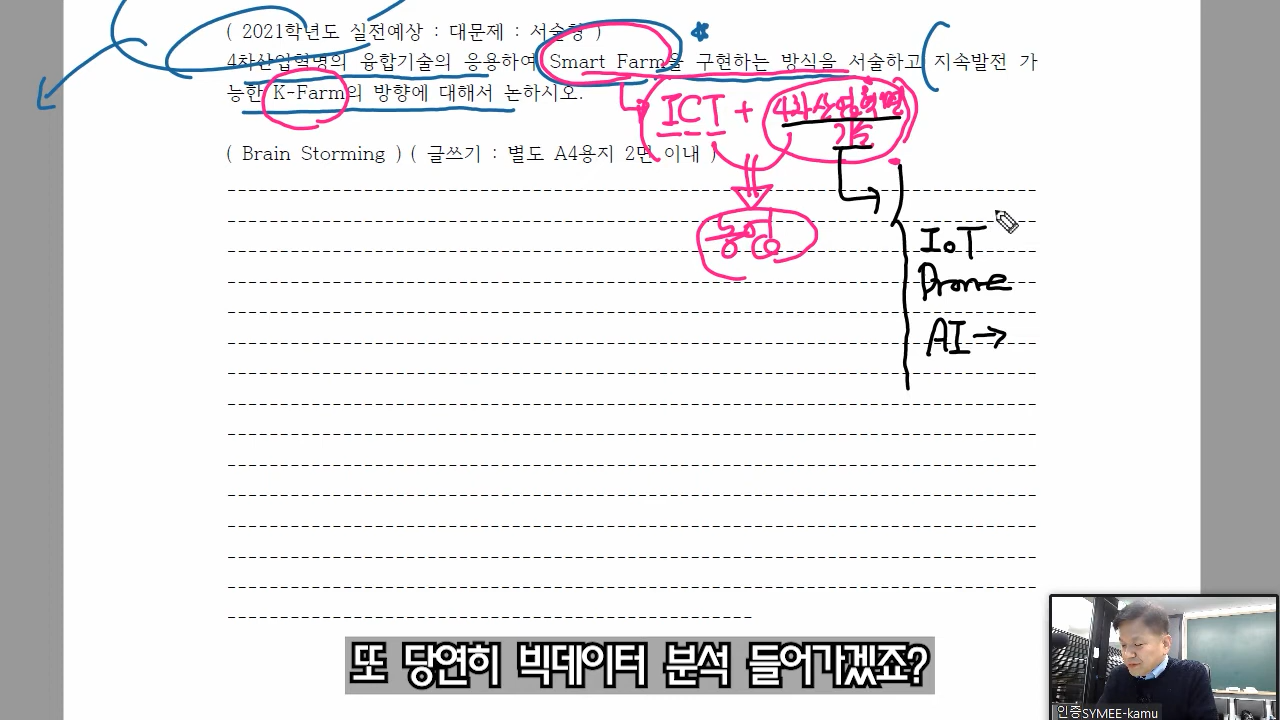 ( 2021학년도 실전예상 : 대문제 : 서술형 )
4차산업혁명의 융합기술의 응용하여 Smart Farm을 구현하는 방식을 서술하고 지속발전 가
능한 K-Farm의 방향에 대해서 논하시오.
ICT + 4차산업혁명
기술
( Brain Storming ) ( 글쓰기 : 별도 A4용지 2면 이내 )
IoT
Drone
AI →
또 당연히 빅데이터 분석 들어가겠죠?
인증SYMEE-kamu